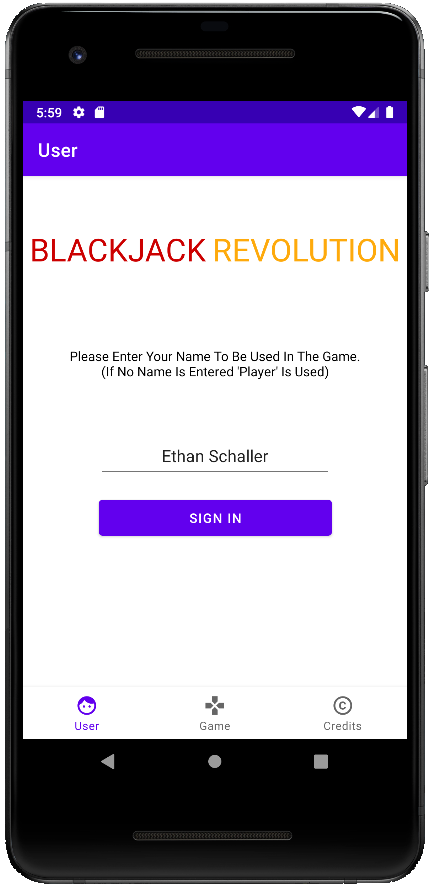 5:59
User
BLACKJACK REVOLUTION
Please Enter Your Name To Be Used In The Game.
(If No Name Is Entered 'Player' Is Used)
Ethan Schaller
SIGN IN
User Game Credits